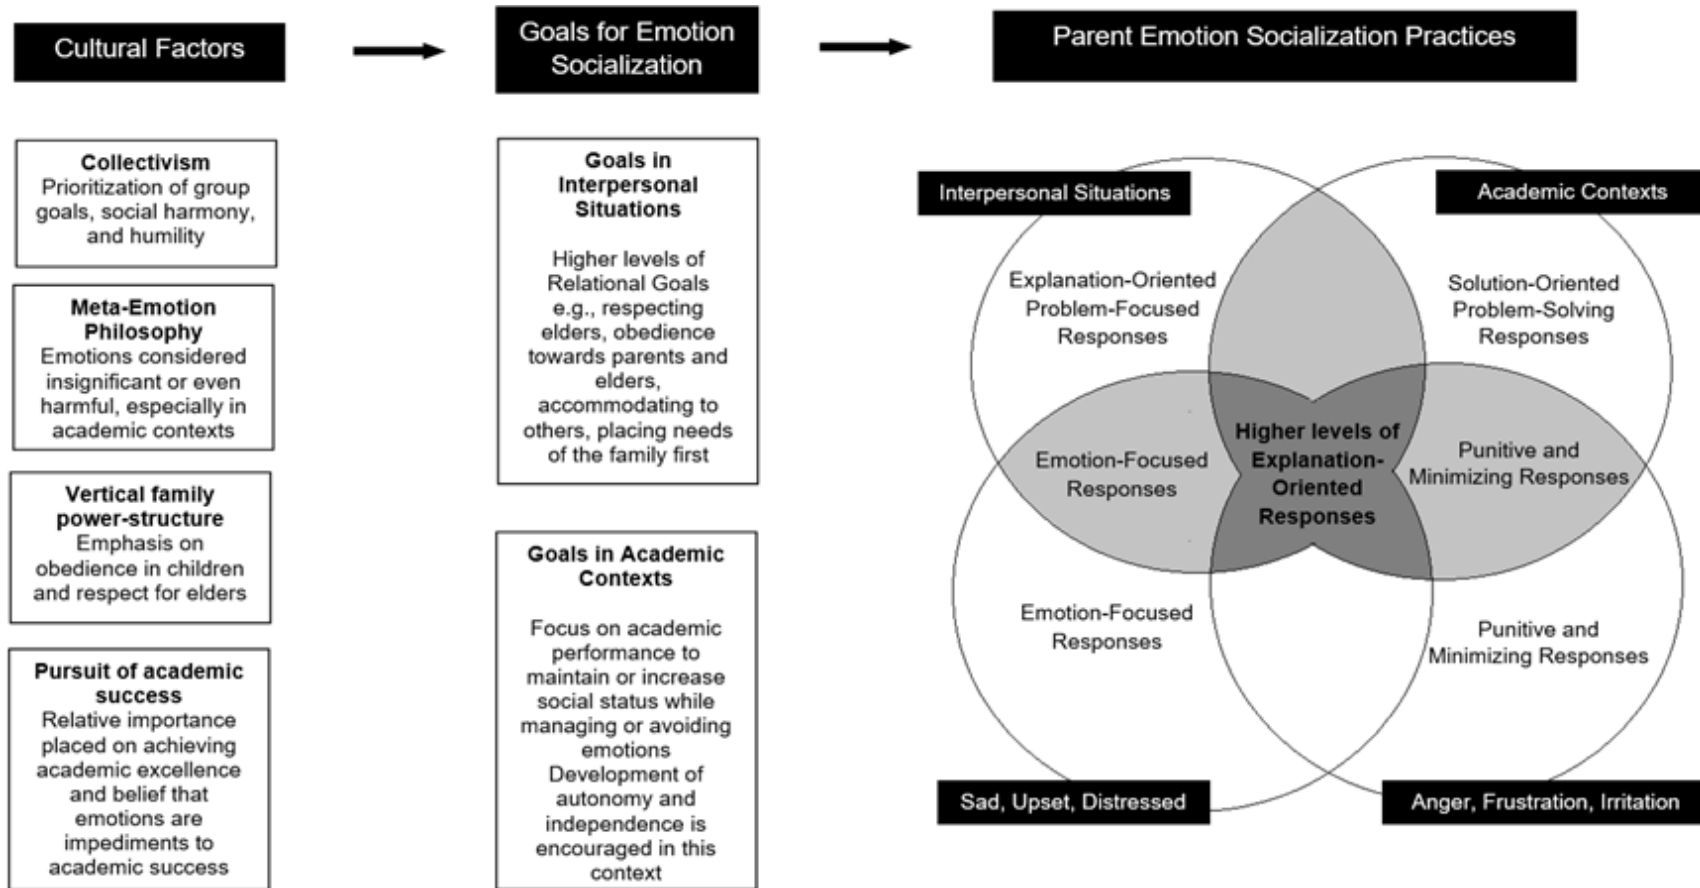 Cultural Factors
Goals for Emotion
Socialization
Parent Emotion Socialization Practices
Collectivism
Prioritization of group
goals, social harmony,
and humility
Meta-Emotion
Philosophy
Emotions considered
insignificant or even
harmful, especially in
academic contexts
Vertical family
power-structure
Emphasis on
obedience in children
and respect for elders
Pursuit of academic
success
Relative importance
placed on achieving
academic excellence
and belief that
emotions are
impediments to
academic success
Goals in
Interpersonal
Situations
Higher levels of
Relational Goals
e.g., respecting
elders, obedience
towards parents and
elders,
accommodating to
others, placing needs
of the family first
Goals in Academic
Contexts
Focus on academic
performance to
maintain or increase
social status while
managing or avoiding
emotions
Development of
autonomy and
independence is
encouraged in this
context
Interpersonal Situations
Academic Contexts
Explanation-Oriented
Problem-Focused
Responses
Solution-Oriented
Problem-Solving
Responses
Emotion-Focused
Responses
Higher levels of
Explanation-
Oriented
Responses
Punitive and
Minimizing Responses
Emotion-Focused
Responses
Punitive and
Minimizing Responses
Sad, Upset, Distressed
Anger, Frustration, Irritation